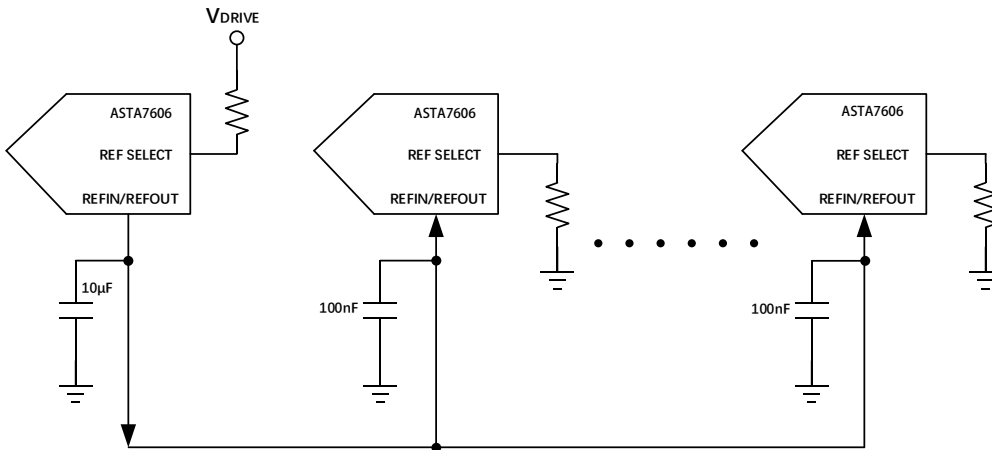 VDRIVE
ASTA7606
REF SELECT
REFIN/REFOUT
10µF
ASTA7606
REF SELECT
REFIN/REFOUT
100nF
ASTA7606
REF SELECT
REFIN/REFOUT
100nF